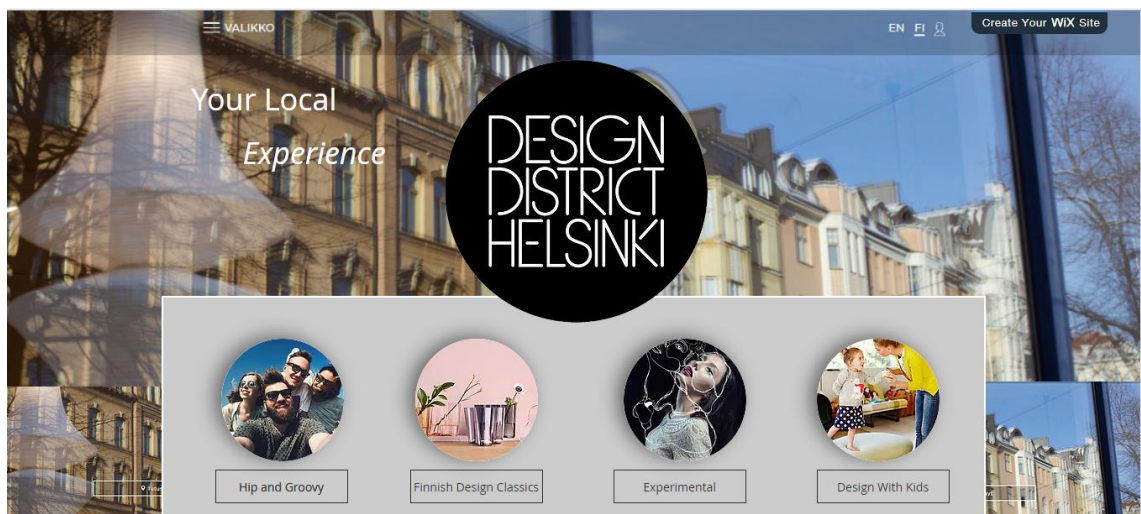 VALIKKO
EN FI
Create Your WiX Site
Your Local
Experience
DESIGN
DISTRICT
HELSINKI
Hip and Groovy
Finnish Design Classics
Experimental
Design With Kids